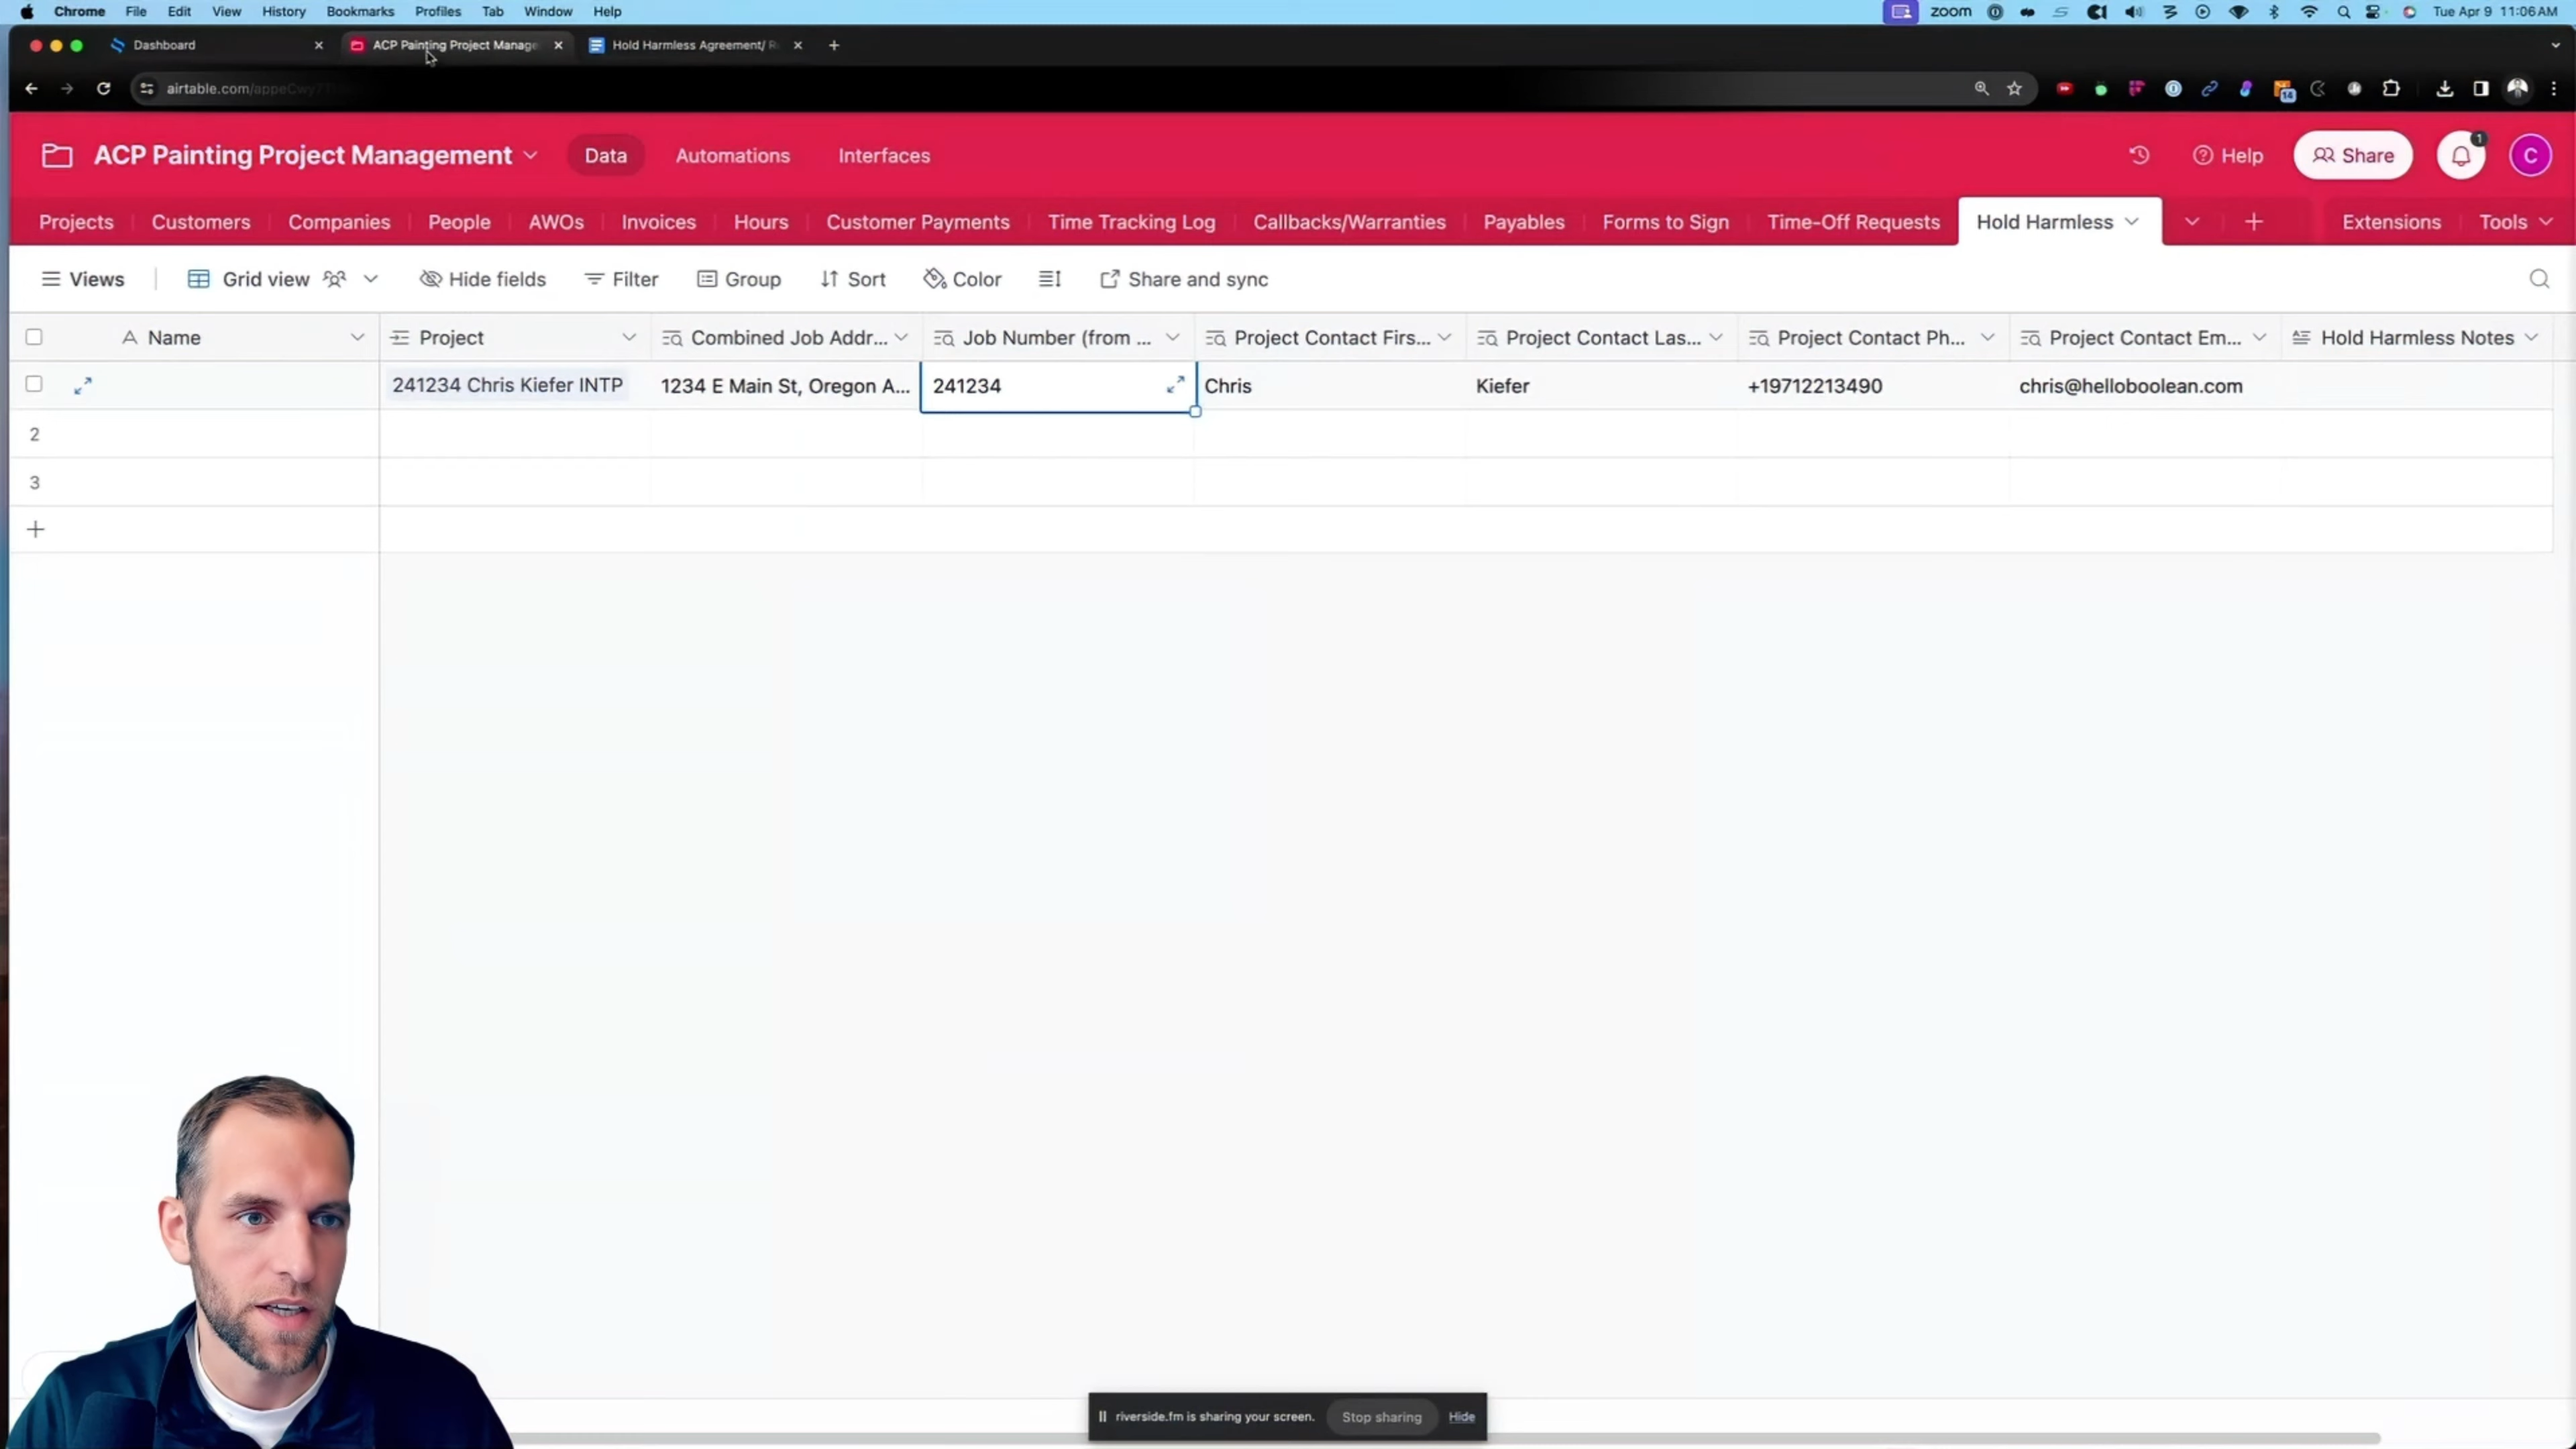 Chrome File Edit View History Bookmarks Profiles Tab Window Help zoom Tue Apr 9 11:06 AM
Dashboard ACP Painting Project Manage Hold Harmless Agreement/ R
airtable.com/appeCwy7
14
ACP Painting Project Management Data Automations Interfaces Help Share 1 C
Projects Customers Companies People AWOs Invoices Hours Customer Payments Time Tracking Log Callbacks/Warranties Payables Forms to Sign Time-Off Requests Hold Harmless Extensions Tools
Views Grid view Hide fields Filter Group Sort Color Share and sync
Name Project Combined Job Addr... Job Number (from ... Project Contact Firs... Project Contact Las... Project Contact Ph... Project Contact Em... Hold Harmless Notes
241234 Chris Kiefer INTP 1234 E Main St, Oregon A... 241234 Chris Kiefer +19712213490 chris@helloboolean.com
2
3
riverside.fm is sharing your screen. Stop sharing Hide